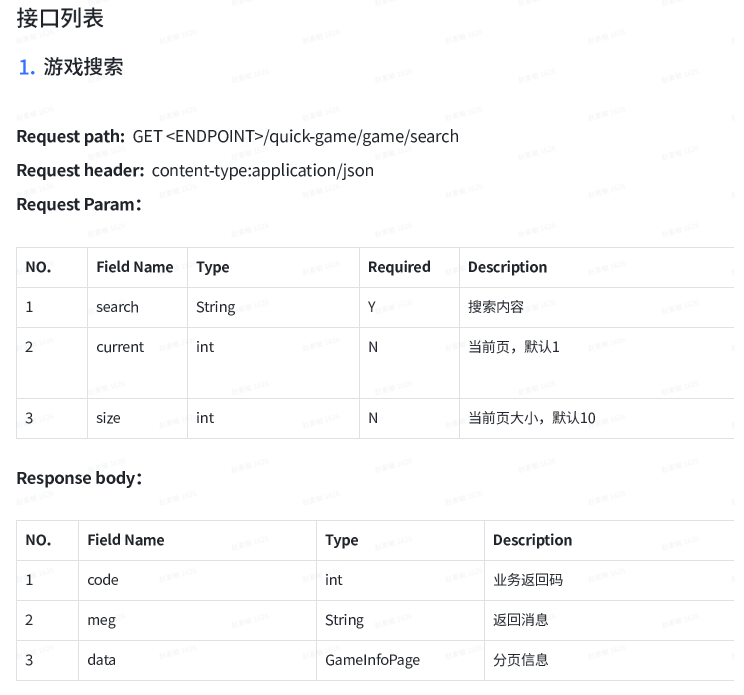 接口列表
1. 游戏搜索
Request path: GET <ENDPOINT>/quick-game/game/search
Request header: content-type:application/json
Request Param：
NO. Field Name Type Required Description
1 search String Y 搜索内容
2 current int N 当前页，默认1
3 size int N 当前页大小，默认10
Response body：
NO. Field Name Type Description
1 code int 业务返回码
2 meg String 返回消息
3 data GameInfoPage 分页信息